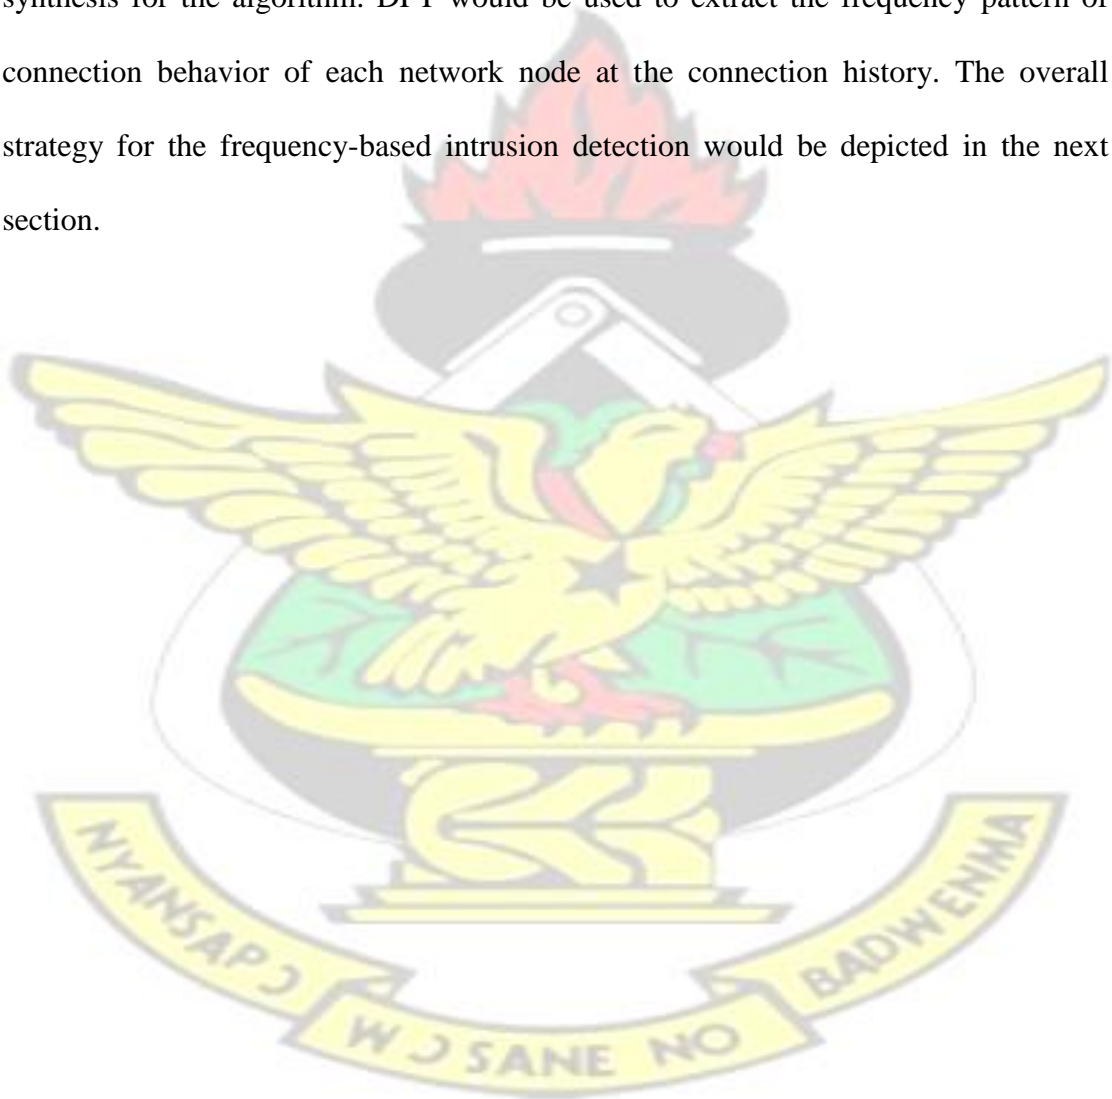 synthesis for the algorithm. DFT would be used to extract the frequency pattern of
connection behavior of each network node at the connection history. The overall
strategy for the frequency-based intrusion detection would be depicted in the next
section.
NYANSAPƆ
WƆSANE NO
BADWENMA